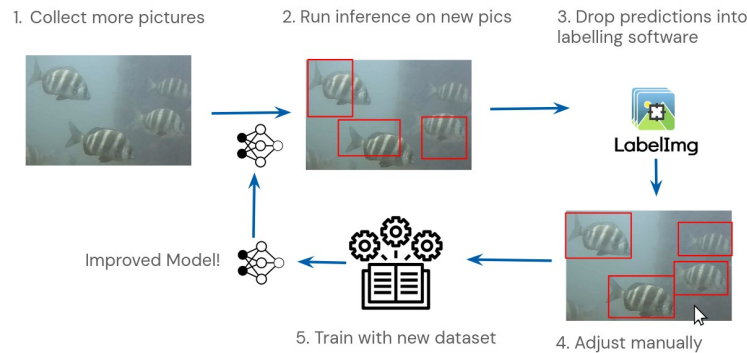 1. Collect more pictures
2. Run inference on new pics
3. Drop predictions into
labelling software
LabelImg
4. Adjust manually
5. Train with new dataset
Improved Model!